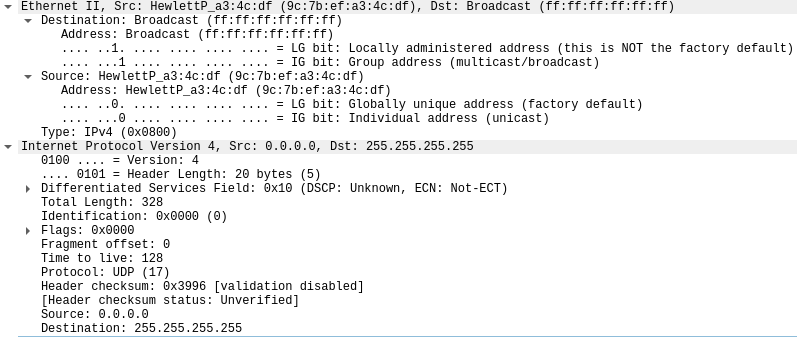 Ethernet II, Src: HewlettP_a3:4c:df (9c:7b:ef:a3:4c:df), Dst: Broadcast (ff:ff:ff:ff:ff:ff)
Destination: Broadcast (ff:ff:ff:ff:ff:ff)
Address: Broadcast (ff:ff:ff:ff:ff:ff)
.... ..1. .... .... .... .... = LG bit: Locally administered address (this is NOT the factory default)
.... ...1 .... .... .... .... = IG bit: Group address (multicast/broadcast)
Source: HewlettP_a3:4c:df (9c:7b:ef:a3:4c:df)
Address: HewlettP_a3:4c:df (9c:7b:ef:a3:4c:df)
.... ..0. .... .... .... .... = LG bit: Globally unique address (factory default)
.... ...0 .... .... .... .... = IG bit: Individual address (unicast)
Type: IPv4 (0x0800)
Internet Protocol Version 4, Src: 0.0.0.0, Dst: 255.255.255.255
0100 .... = Version: 4
.... 0101 = Header Length: 20 bytes (5)
Differentiated Services Field: 0x10 (DSCP: Unknown, ECN: Not-ECT)
Total Length: 328
Identification: 0x0000 (0)
Flags: 0x0000
Fragment offset: 0
Time to live: 128
Protocol: UDP (17)
Header checksum: 0x3996 [validation disabled]
[Header checksum status: Unverified]
Source: 0.0.0.0
Destination: 255.255.255.255